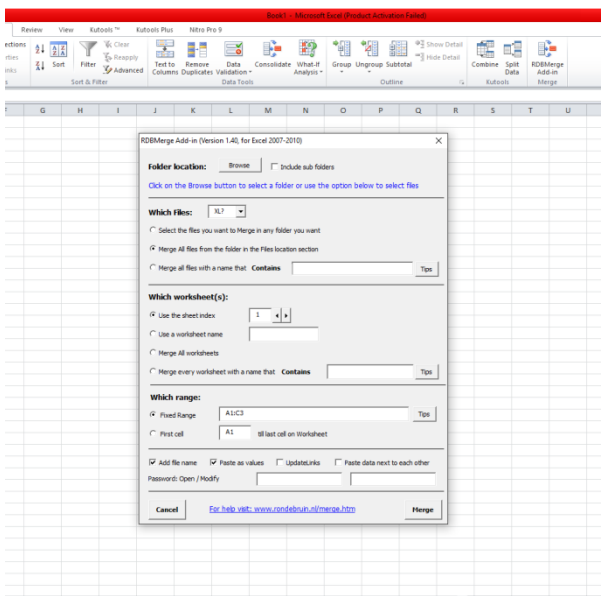 Book1 - Microsoft Excel (Product Activation Failed)
Review View Kutools ™ Kutools Plus Nitro Pro 9
Clear
Reapply
Advanced
Sort
Filter
Text to Columns
Remove Duplicates
Data Validation
Consolidate
What-If Analysis
Group
Ungroup
Subtotal
Show Detail
Hide Detail
Combine
Split Data
RDBMerge Add-in
Sort & Filter Data Tools Outline Kutools Merge
G H I J K L M N O P Q R S T U
RDBMerge Add-in (Version 1.40, for Excel 2007-2010)
Folder location: Browse Include sub folders
Click on the Browse button to select a folder or use the option below to select files
Which Files: XL?
Select the files you want to Merge in any folder you want
Merge All files from the folder in the Files location section
Merge all files with a name that Contains Tips
Which worksheet(s):
Use the sheet index 1
Use a worksheet name
Merge All worksheets
Merge every worksheet with a name that Contains Tips
Which range:
Fixed Range A1:C3 Tips
First cell A1 till last cell on Worksheet
Add file name Paste as values UpdateLinks Paste data next to each other
Password: Open / Modify
Cancel For help visit: www.rondebruin.nl/merge.htm Merge